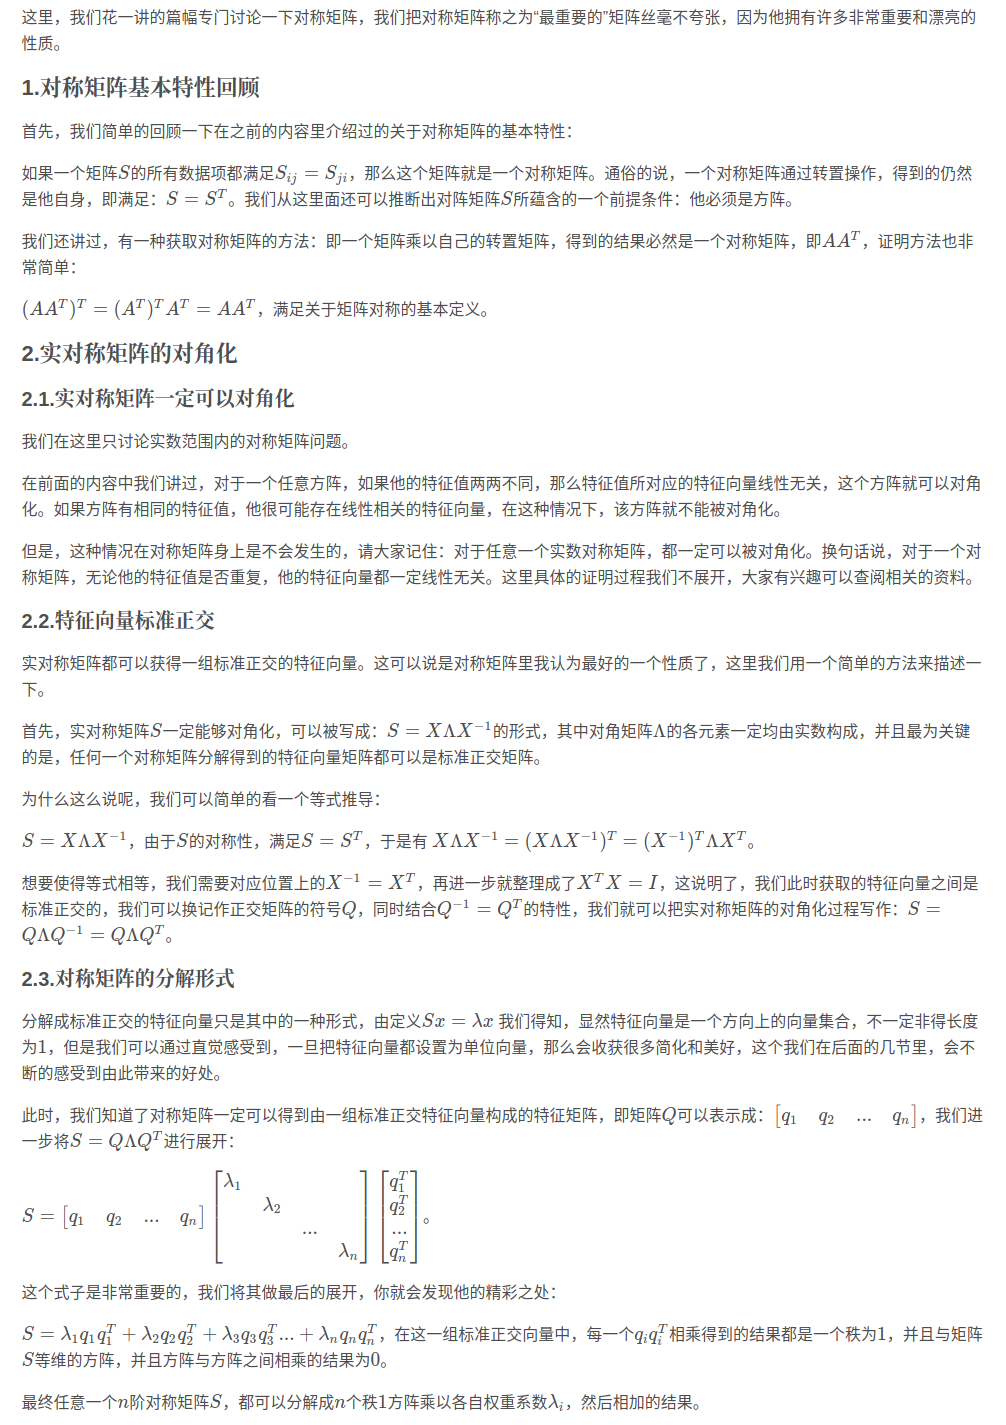 这里，我们花一讲的篇幅专门讨论一下对称矩阵，我们把对称矩阵称之为“最重要的”矩阵丝毫不夸张，因为他拥有许多非常重要和漂亮的
性质。
1.对称矩阵基本特性回顾
首先，我们简单的回顾一下在之前的内容里介绍过的关于对称矩阵的基本特性：
如果一个矩阵$S$的所有数据项都满足$S_{ij} = S_{ji}$，那么这个矩阵就是一个对称矩阵。通俗的说，一个对称矩阵通过转置操作，得到的仍然
是他自身，即满足：$S = S^T$。我们从这里面还可以推断出对阵矩阵$S$所蕴含的一个前提条件：他必须是方阵。
我们还讲过，有一种获取对称矩阵的方法：即一个矩阵乘以自己的转置矩阵，得到的结果必然是一个对称矩阵，即$AA^T$，证明方法也非
常简单：
$(AA^T)^T = (A^T)^T A^T = AA^T$，满足关于矩阵对称的基本定义。
2.实对称矩阵的对角化
2.1.实对称矩阵一定可以对角化
我们在这里只讨论实数范围内的对称矩阵问题。
在前面的内容中我们讲过，对于一个任意方阵，如果他的特征值两两不同，那么特征值所对应的特征向量线性无关，这个方阵就可以对角
化。如果方阵有相同的特征值，他很可能存在线性相关的特征向量，在这种情况下，该方阵就不能被对角化。
但是，这种情况在对称矩阵身上是不会发生的，请大家记住：对于任意一个实数对称矩阵，都一定可以被对角化。换句话说，对于一个对
称矩阵，无论他的特征值是否重复，他的特征向量都一定线性无关。这里具体的证明过程我们不展开，大家有兴趣可以查阅相关的资料。
2.2.特征向量标准正交
实对称矩阵都可以获得一组标准正交的特征向量。这可以说是对称矩阵里我认为最好的一个性质了，这里我们用一个简单的方法来描述一
下。
首先，实对称矩阵$S$一定能够对角化，可以被写成：$S = X\Lambda X^{-1}$的形式，其中对角矩阵$\Lambda$的各元素一定均由实数构成，并且最为关键
的是，任何一个对称矩阵分解得到的特征向量矩阵都可以是标准正交矩阵。
为什么这么说呢，我们可以简单的看一个等式推导：
$S = X\Lambda X^{-1}$，由于$S$的对称性，满足$S = S^T$，于是有 $X\Lambda X^{-1} = (X\Lambda X^{-1})^T = (X^{-1})^T \Lambda X^T$。
想要使得等式相等，我们需要对应位置上的$X^{-1} = X^T$，再进一步就整理成了$X^T X = I$，这说明了，我们此时获取的特征向量之间是
标准正交的，我们可以换记作正交矩阵的符号$Q$，同时结合$Q^{-1} = Q^T$的特性，我们就可以把实对称矩阵的对角化过程写作：$S =$
$Q\Lambda Q^{-1} = Q\Lambda Q^T$。
2.3.对称矩阵的分解形式
分解成标准正交的特征向量只是其中的一种形式，由定义$Sx = \lambda x$ 我们得知，显然特征向量是一个方向上的向量集合，不一定非得长度
为1，但是我们可以通过直觉感受到，一旦把特征向量都设置为单位向量，那么会收获很多简化和美好，这个我们在后面的几节里，会不
断的感受到由此带来的好处。
此时，我们知道了对称矩阵一定可以得到由一组标准正交特征向量构成的特征矩阵，即矩阵$Q$可以表示成：$\begin{bmatrix} q_1 & q_2 & ... & q_n \end{bmatrix}$，我们进
一步将$S = Q\Lambda Q^T$进行展开：
$S = \begin{bmatrix} q_1 & q_2 & ... & q_n \end{bmatrix} \begin{bmatrix} \lambda_1 & & & \\ & \lambda_2 & & \\ & & ... & \\ & & & \lambda_n \end{bmatrix} \begin{bmatrix} q_1^T \\ q_2^T \\ ... \\ q_n^T \end{bmatrix}$。
这个式子是非常重要的，我们将其做最后的展开，你就会发现他的精彩之处：
$S = \lambda_1 q_1 q_1^T + \lambda_2 q_2 q_2^T + \lambda_3 q_3 q_3^T ... + \lambda_n q_n q_n^T$，在这一组标准正交向量中，每一个$q_i q_i^T$相乘得到的结果都是一个秩为1，并且与矩阵
$S$等维的方阵，并且方阵与方阵之间相乘的结果为0。
最终任意一个$n$阶对称矩阵$S$，都可以分解成$n$个秩1方阵乘以各自权重系数$\lambda_i$，然后相加的结果。